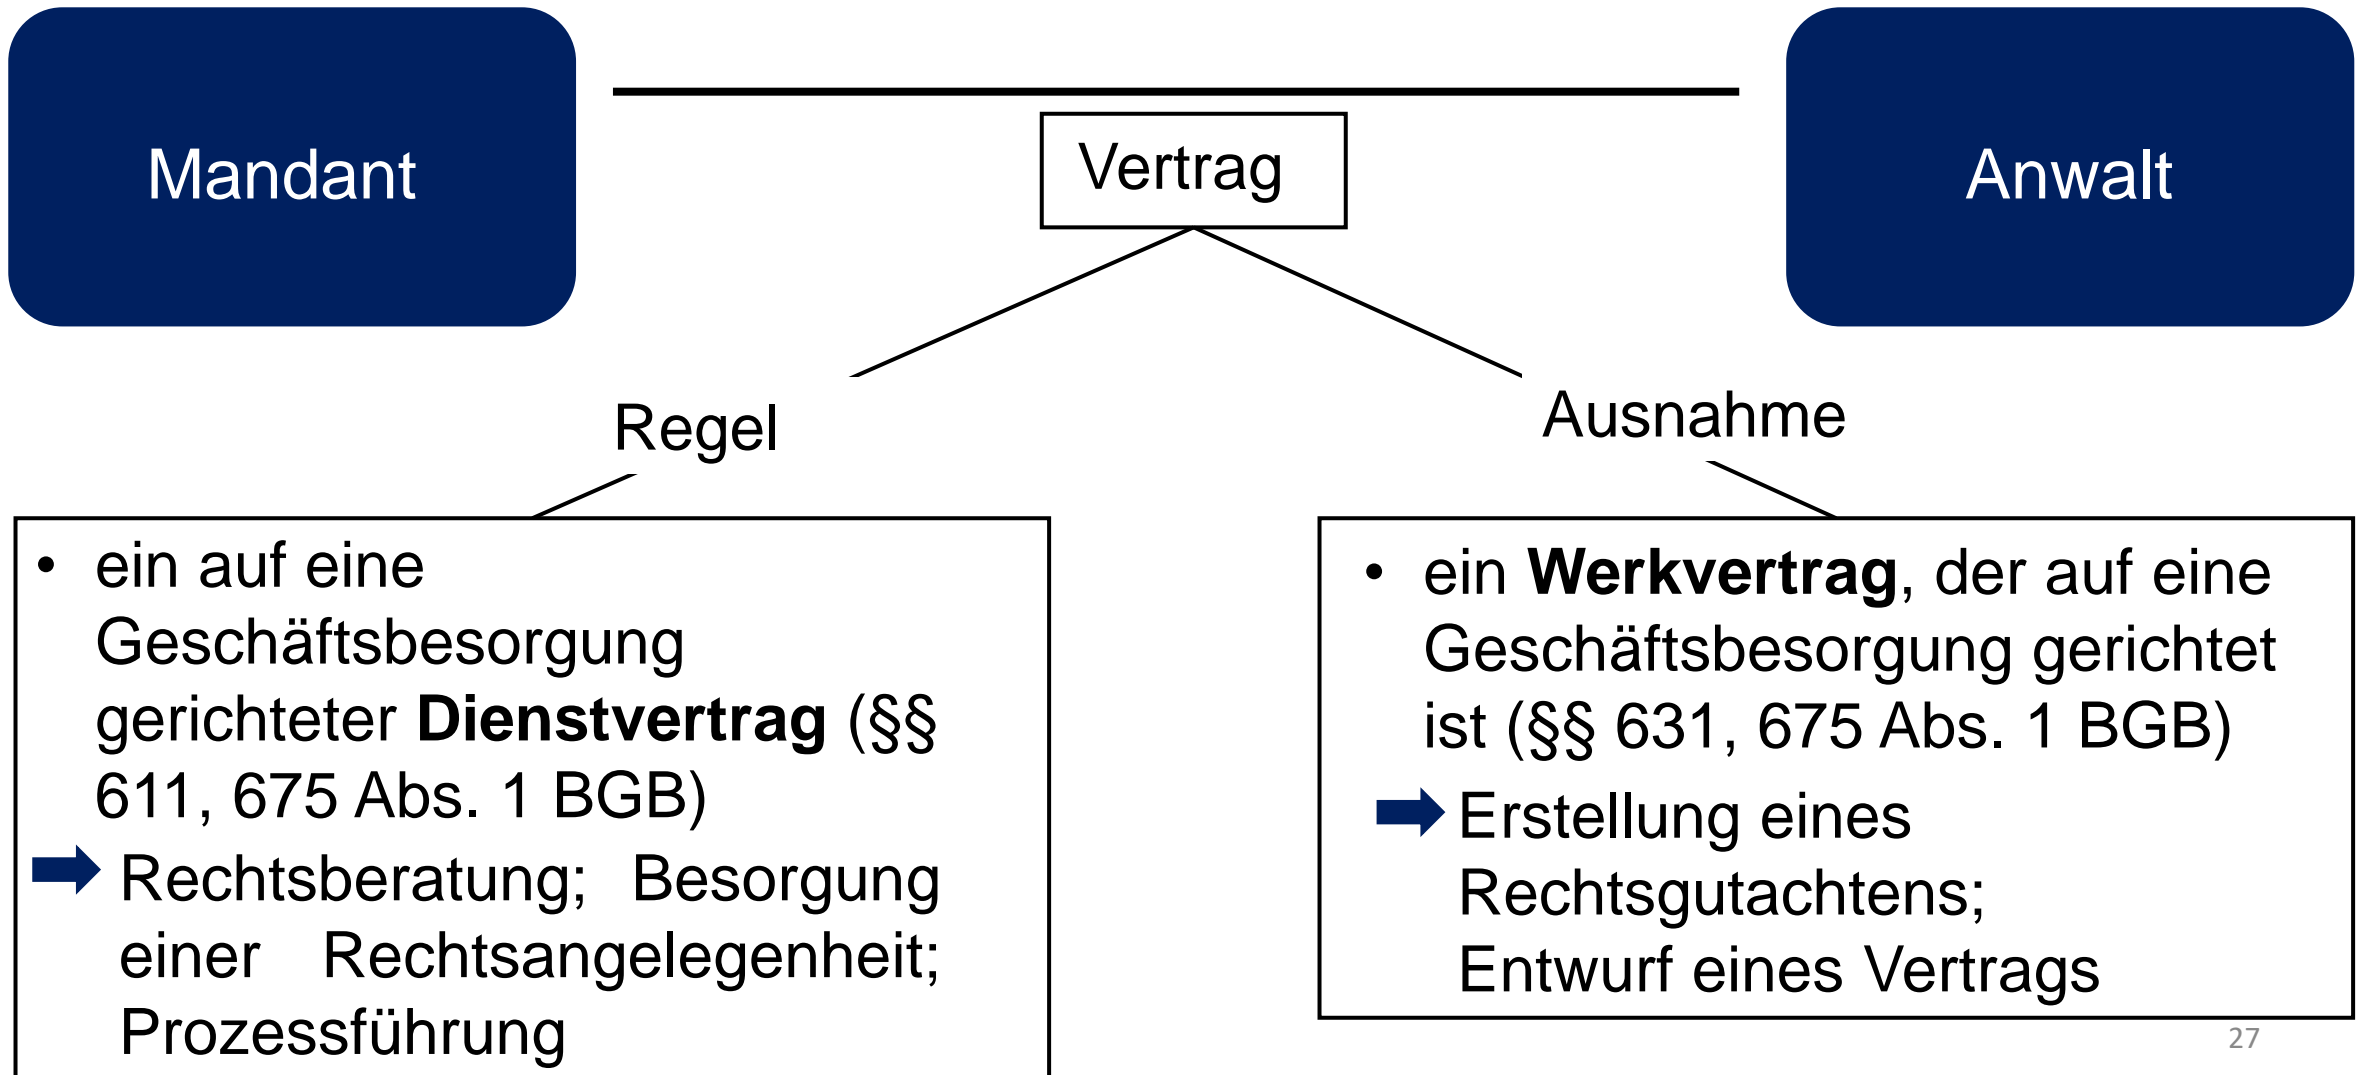 Mandant
Vertrag
Anwalt
Regel
Ausnahme
• ein auf eine
Geschäftsbesorgung
gerichteter Dienstvertrag (§§
611, 675 Abs. 1 BGB)
Rechtsberatung; Besorgung
einer Rechtsangelegenheit;
Prozessführung
• ein Werkvertrag, der auf eine
Geschäftsbesorgung gerichtet
ist (§§ 631, 675 Abs. 1 BGB)
Erstellung eines
Rechtsgutachtens;
Entwurf eines Vertrags
27